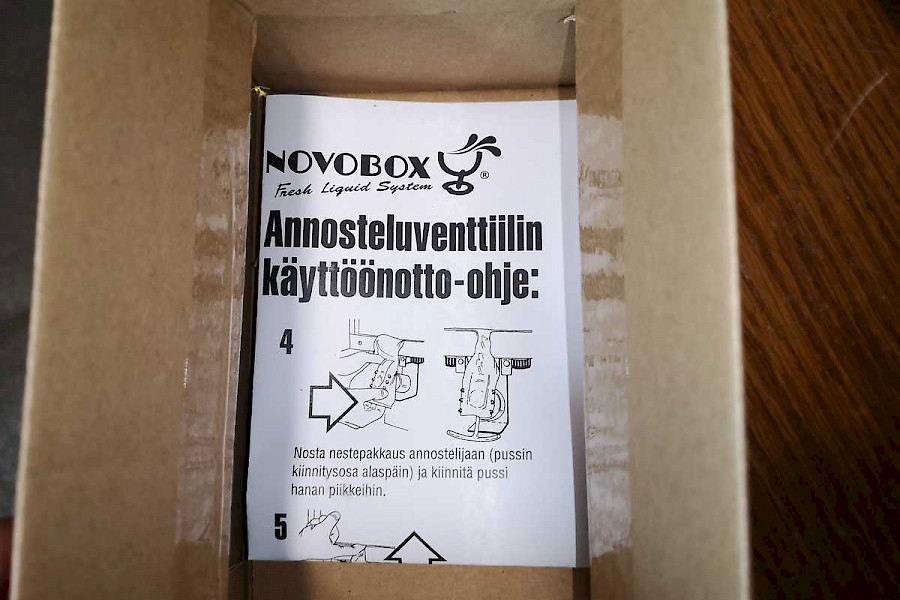 NOVOBOX ®
Fresh Liquid System
Annosteluventtiilin
käyttöönotto-ohje:
4
Nosta nestepakkaus annostelijaan (pussin
kiinnitysosa alaspäin) ja kiinnitä pussi
hanan piikkeihin.
5